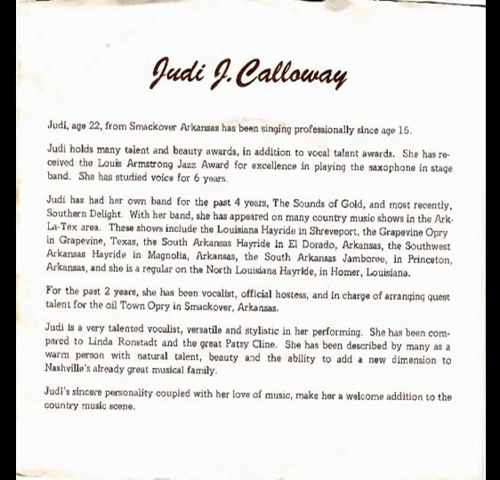 Judi J. Calloway
Judi, age 22, from Smackover Arkansas has been singing professionally since age 15.
Judi holds many talent and beauty awards, in addition to vocal talent awards. She has re-
ceived the Louis Armstrong Jazz Award for excellence in playing the saxophone in stage
band. She has studied voice for 6 years.
Judi has had her own band for the past 4 years, The Sounds of Gold, and most recently,
Southern Delight. With her band, she has appeared on many country music shows in the Ark-
La-Tex area. These shows include the Louisiana Hayride in Shreveport, the Grapevine Opry
in Grapevine, Texas, the South Arkansas Hayride in El Dorado, Arkansas, the Southwest
Arkansas Hayride in Magnolia, Arkansas, the South Arkansas Jamboree, in Princeton,
Arkansas, and she is a regular on the North Louisiana Hayride, in Homer, Louisiana.
For the past 2 years, she has been vocalist, official hostess, and in charge of arranging guest
talent for the oil Town Opry in Smackover, Arkansas.
Judi is a very talented vocalist, versatile and stylistic in her performing. She has been com-
pared to Linda Ronstadt and the great Patsy Cline. She has been described by many as a
warm person with natural talent, beauty and the ability to add a new dimension to
Nashville's already great musical family.
Judi's sincere personality coupled with her love of music, make her a welcome addition to the
country music scene.